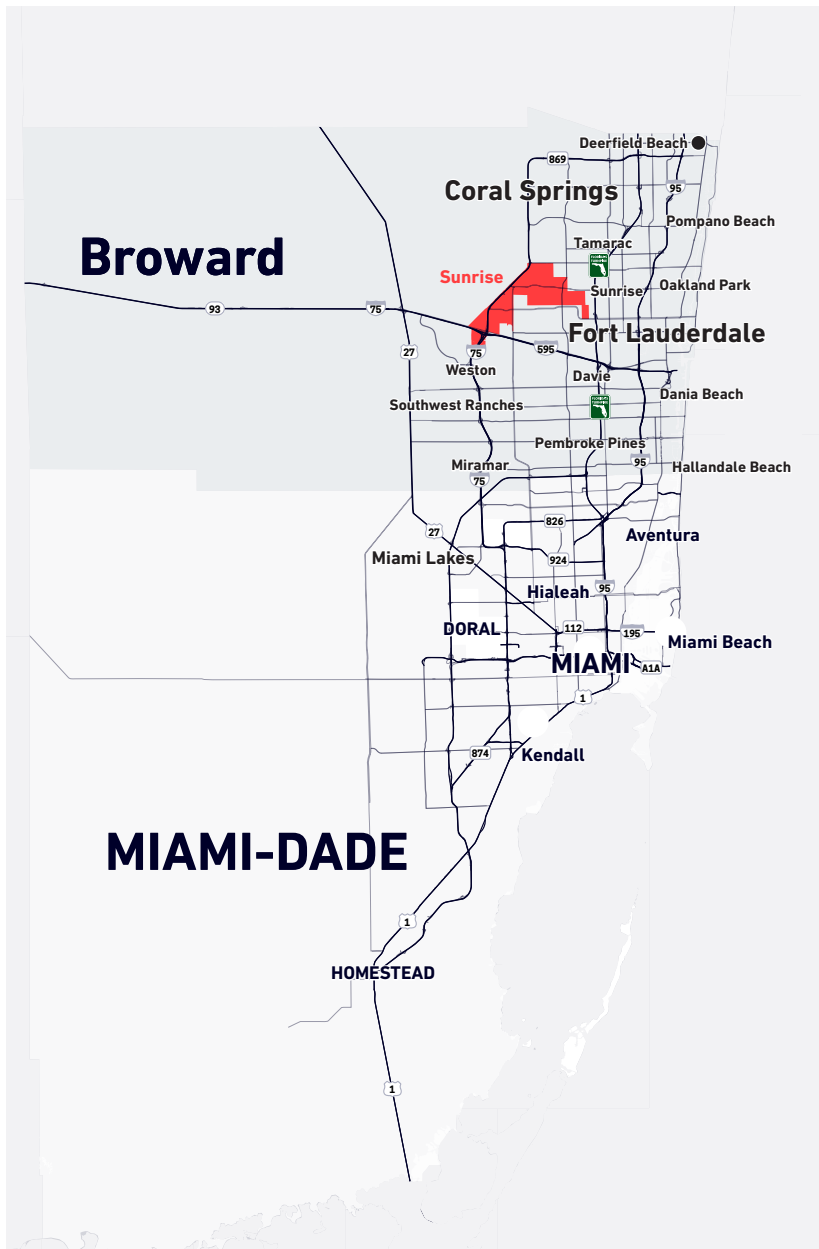 Deerfield Beach
869
95
Coral Springs
Pompano Beach
Tamarac
Broward
Sunrise
Oakland Park
Sunrise
93
75
Fort Lauderdale
27
75
595
Weston
Davie
Dania Beach
Southwest Ranches
Pembroke Pines
Miramar
95
Hallandale Beach
75
826
27
Aventura
Miami Lakes
924
Hialeah
95
DORAL
112
195
Miami Beach
MIAMI
A1A
1
874
Kendall
MIAMI-DADE
1
HOMESTEAD
1